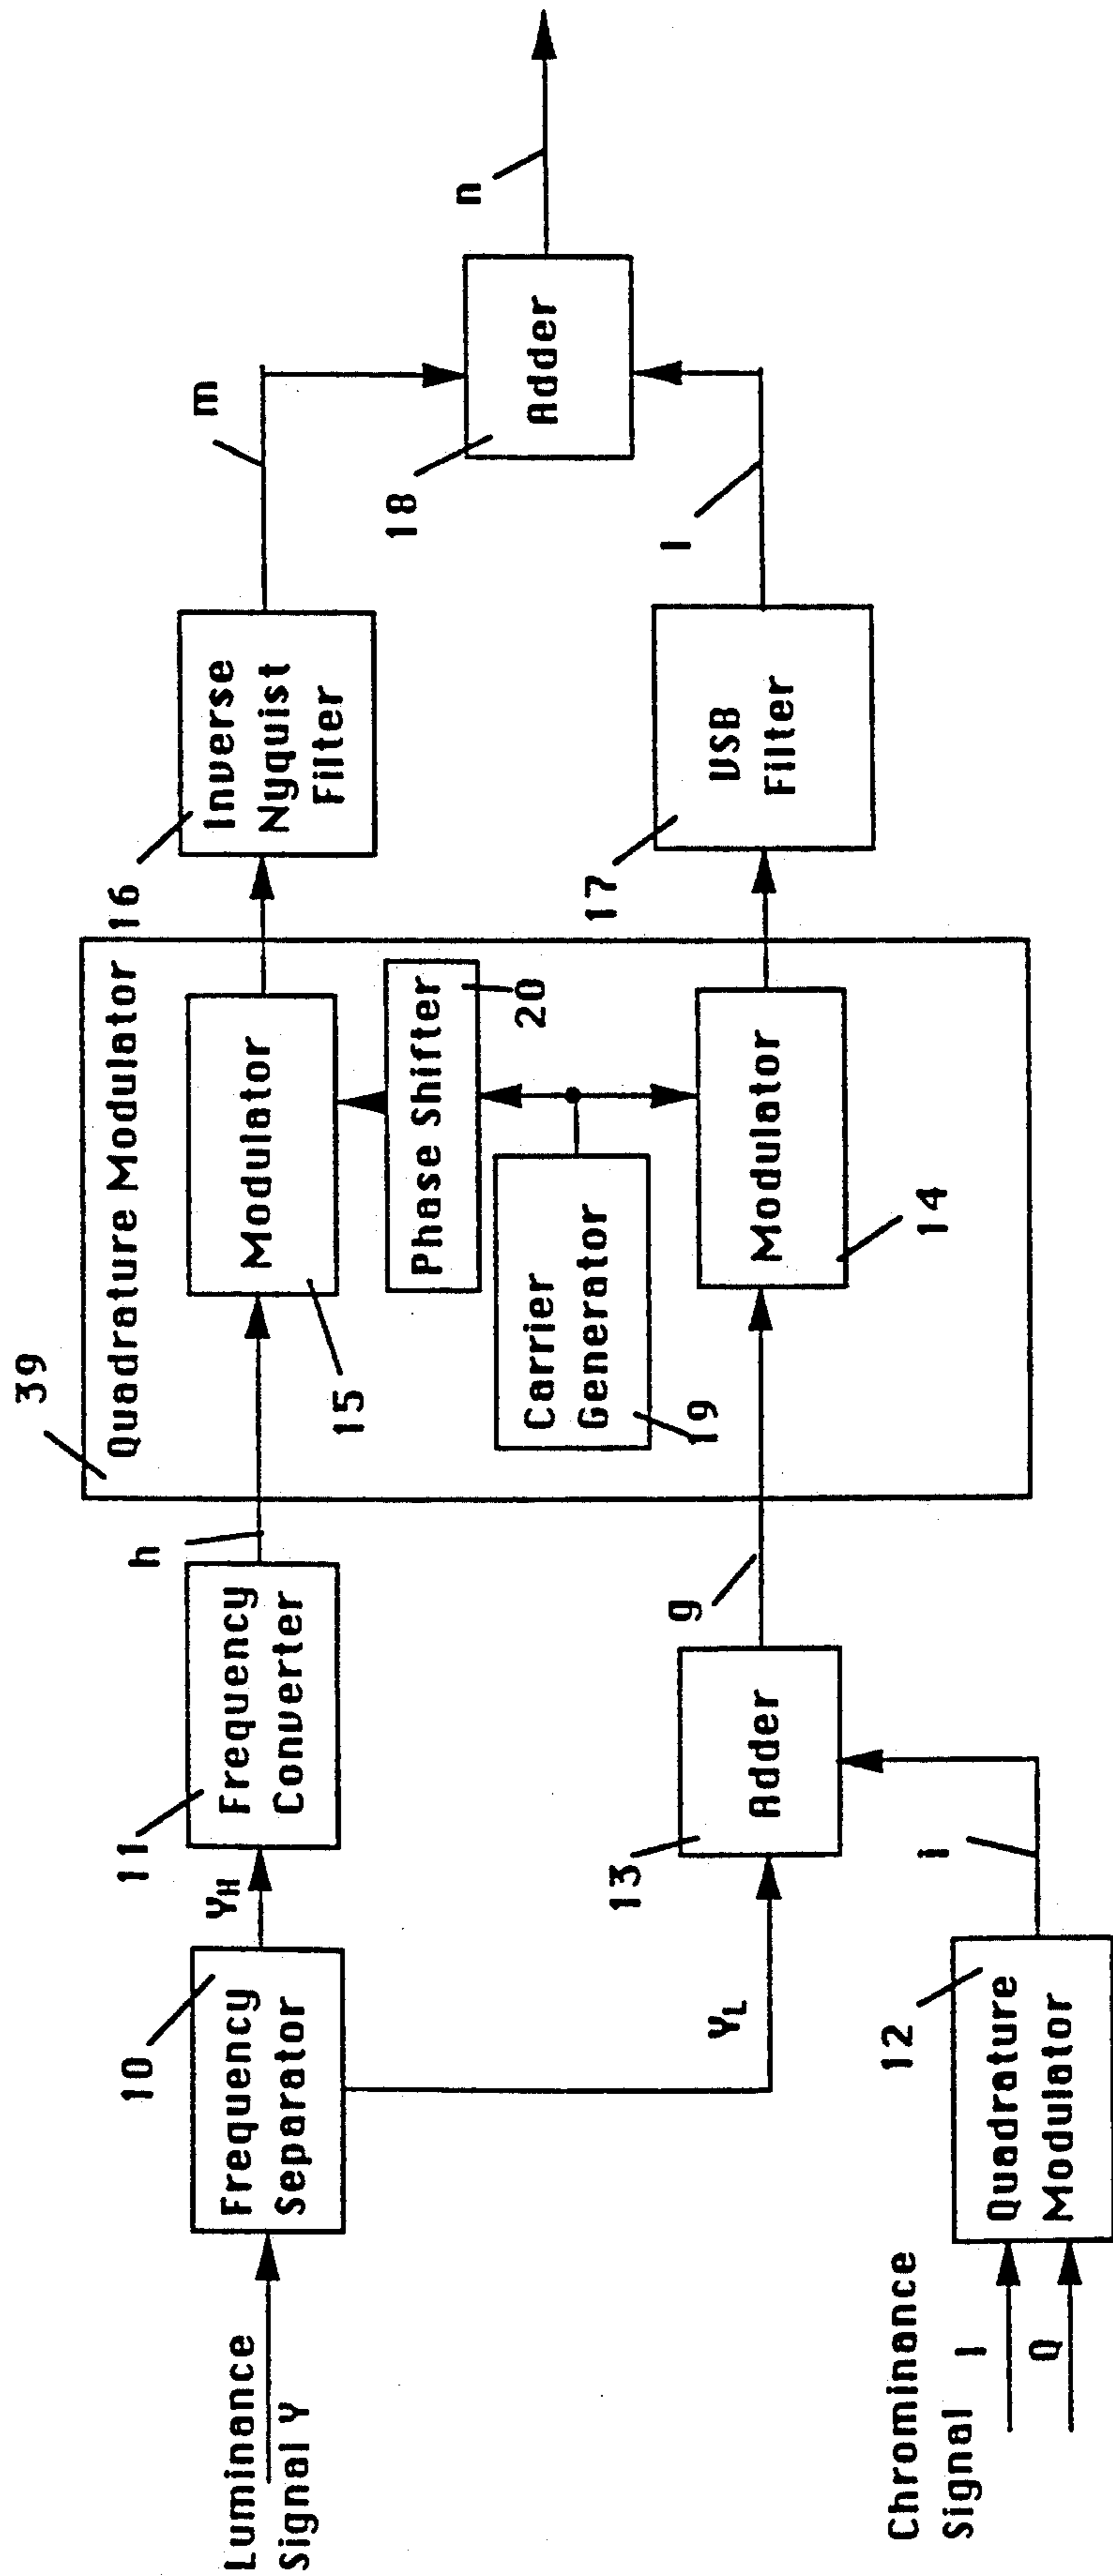 39
Quadrature Modulator
Luminance
Signal Y
10
Frequency
Separator
YH
11
Frequency
Converter
h
15
Modulator
16
Inverse
Nyquist
Filter
m
Phase Shifter
20
Carrier
Generator
19
18
Adder
n
YL
13
Adder
g
Modulator
14
17
VSB
Filter
l
Chrominance
Signal I
Q
12
Quadrature
Modulator
i